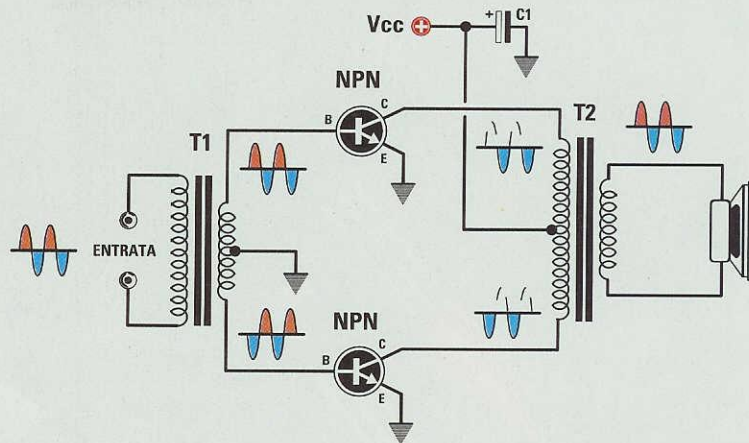 Vcc + + C1
NPN
C
B
E
T1
T2
ENTRATA
NPN
C
B
E